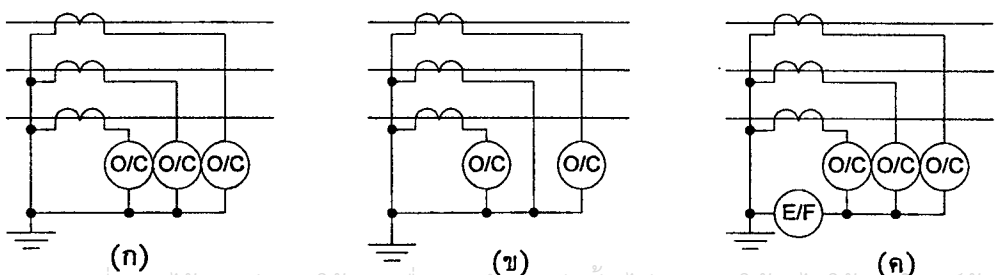 O/C O/C O/C O/C O/C O/C O/C O/C
E/F
(ก) (ข) (ค)